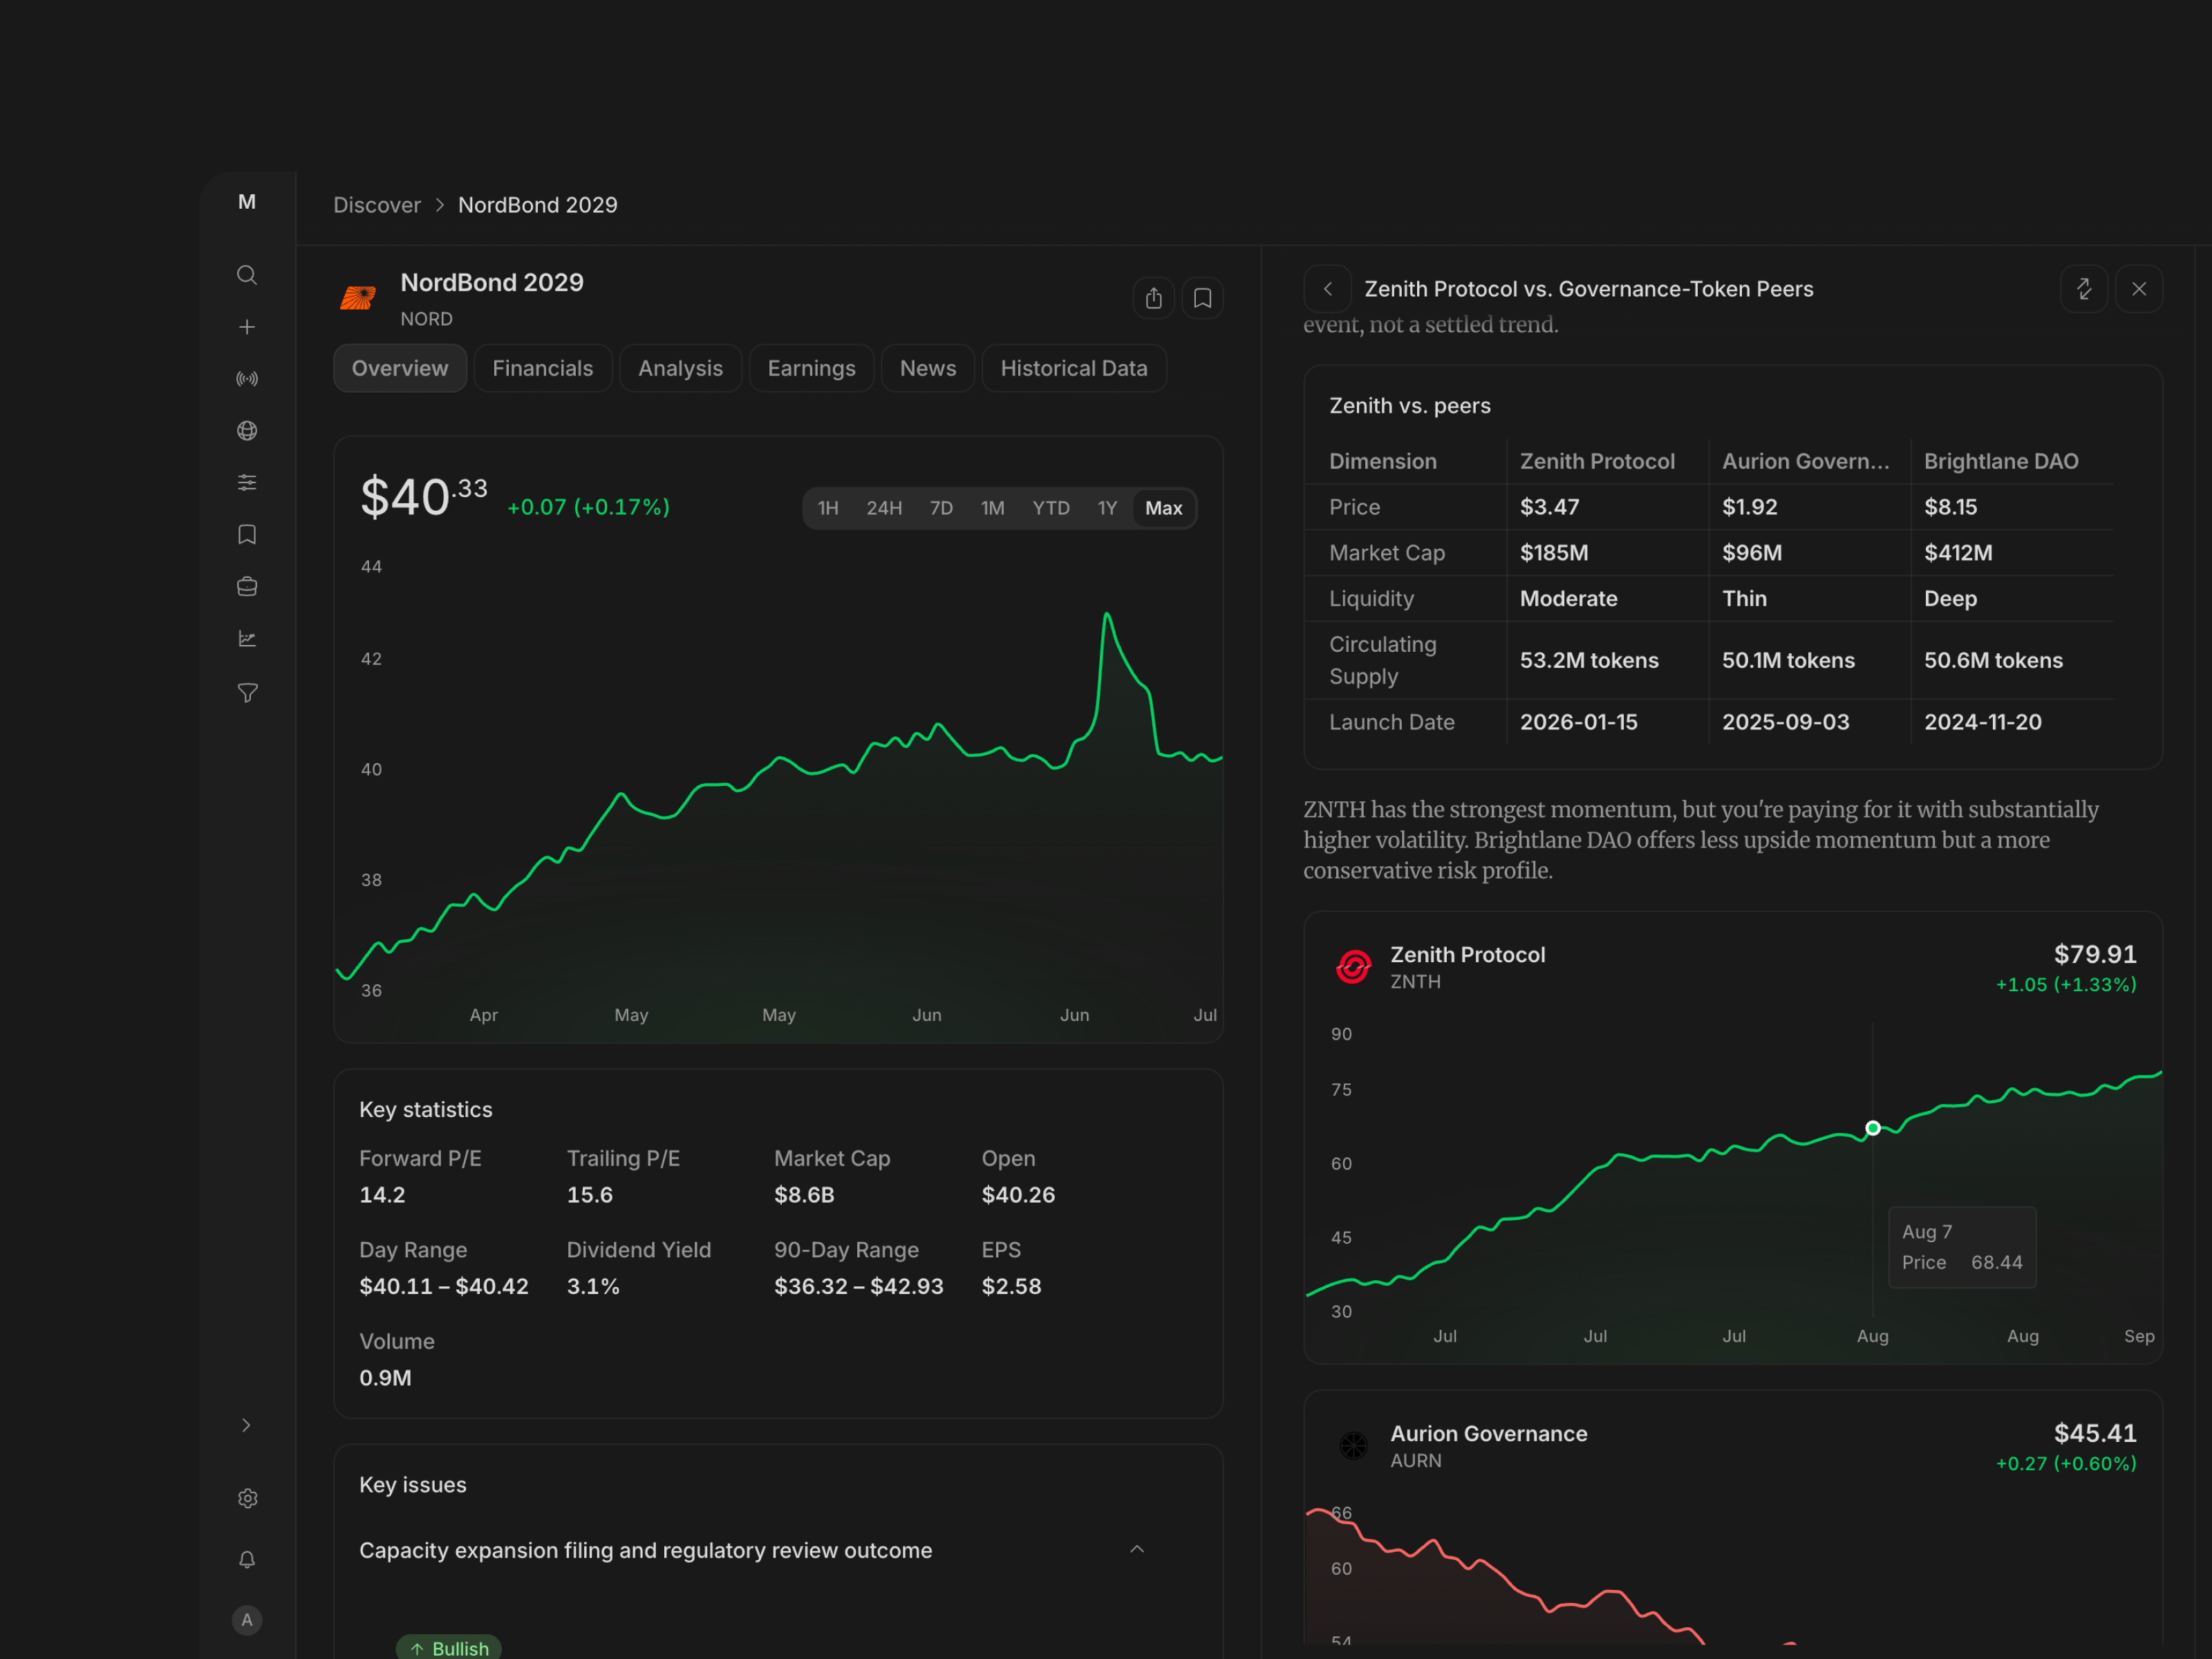 M
Discover > NordBond 2029
NordBond 2029
NORD
Overview Financials Analysis Earnings News Historical Data
$40.33 +0.07 (+0.17%)
1H 24H 7D 1M YTD 1Y Max
44
42
40
38
36
Apr May May Jun Jun Jul
Key statistics
Forward P/E Trailing P/E Market Cap Open
14.2 15.6 $8.6B $40.26
Day Range Dividend Yield 90-Day Range EPS
$40.11 – $40.42 3.1% $36.32 – $42.93 $2.58
Volume
0.9M
Key issues
Capacity expansion filing and regulatory review outcome
Bullish
A
Zenith Protocol vs. Governance-Token Peers
event, not a settled trend.
Zenith vs. peers
Dimension Zenith Protocol Aurion Govern... Brightlane DAO
Price $3.47 $1.92 $8.15
Market Cap $185M $96M $412M
Liquidity Moderate Thin Deep
Circulating
Supply 53.2M tokens 50.1M tokens 50.6M tokens
Launch Date 2026-01-15 2025-09-03 2024-11-20
ZNTH has the strongest momentum, but you're paying for it with substantially
higher volatility. Brightlane DAO offers less upside momentum but a more
conservative risk profile.
Zenith Protocol $79.91
ZNTH +1.05 (+1.33%)
90
75
60
45
30
Aug 7
Price 68.44
Jul Jul Jul Aug Aug Sep
Aurion Governance $45.41
AURN +0.27 (+0.60%)
66
60
54